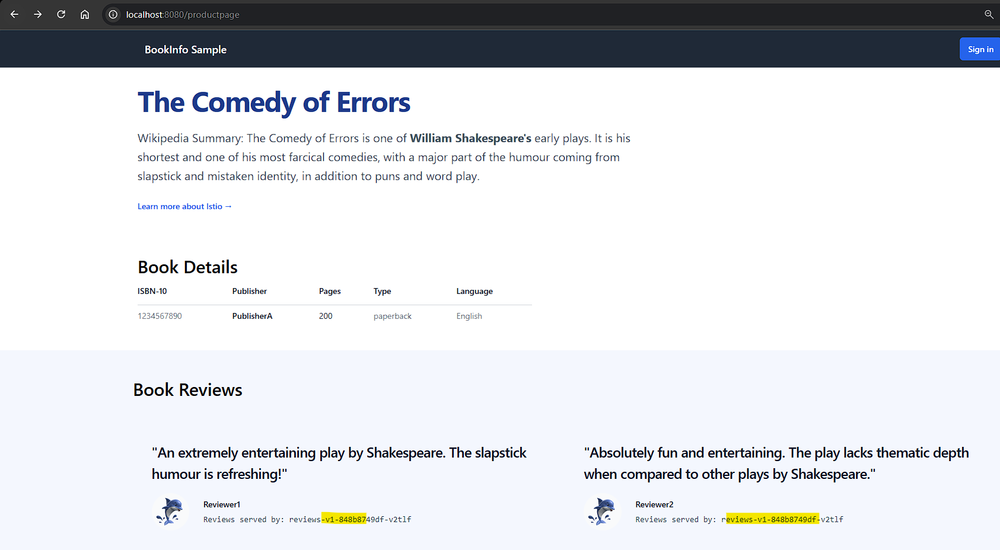 localhost:8080/productpage
BookInfo Sample
Sign in
The Comedy of Errors
Wikipedia Summary: The Comedy of Errors is one of William Shakespeare's early plays. It is his
shortest and one of his most farcical comedies, with a major part of the humour coming from
slapstick and mistaken identity, in addition to puns and word play.
Learn more about Istio →
Book Details
ISBN-10 Publisher Pages Type Language
1234567890 PublisherA 200 paperback English
Book Reviews
"An extremely entertaining play by Shakespeare. The slapstick
humour is refreshing!"
Reviewer1
Reviews served by: reviews-v1-848b8749df-v2tlf
"Absolutely fun and entertaining. The play lacks thematic depth
when compared to other plays by Shakespeare."
Reviewer2
Reviews served by: reviews-v1-848b8749df-v2tlf